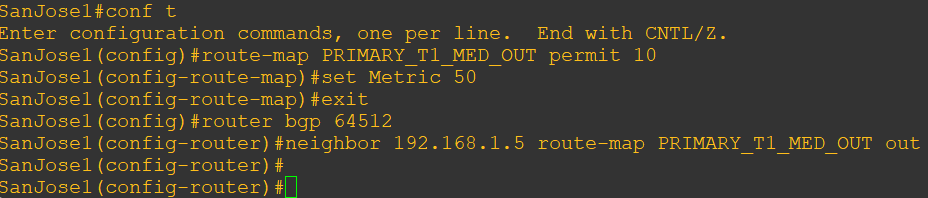 SanJose1#conf t
Enter configuration commands, one per line.  End with CNTL/Z.
SanJose1(config)#route-map PRIMARY_T1_MED_OUT permit 10
SanJose1(config-route-map)#set Metric 50
SanJose1(config-route-map)#exit
SanJose1(config)#router bgp 64512
SanJose1(config-router)#neighbor 192.168.1.5 route-map PRIMARY_T1_MED_OUT out
SanJose1(config-router)#
SanJose1(config-router)#